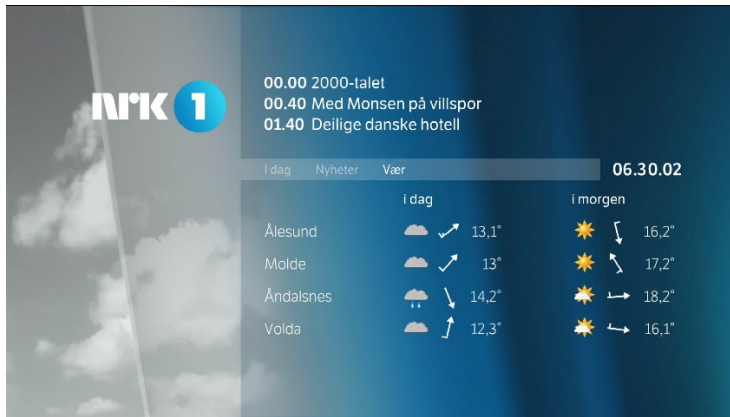 nrk 1
00.00 2000-talet
00.40 Med Monsen på villspor
01.40 Deilige danske hotell
I dag Nyheter Vær 06.30.02
i dag i morgen
Ålesund 13,1° 16,2°
Molde 13° 17,2°
Åndalsnes 14,2° 18,2°
Volda 12,3° 16,1°